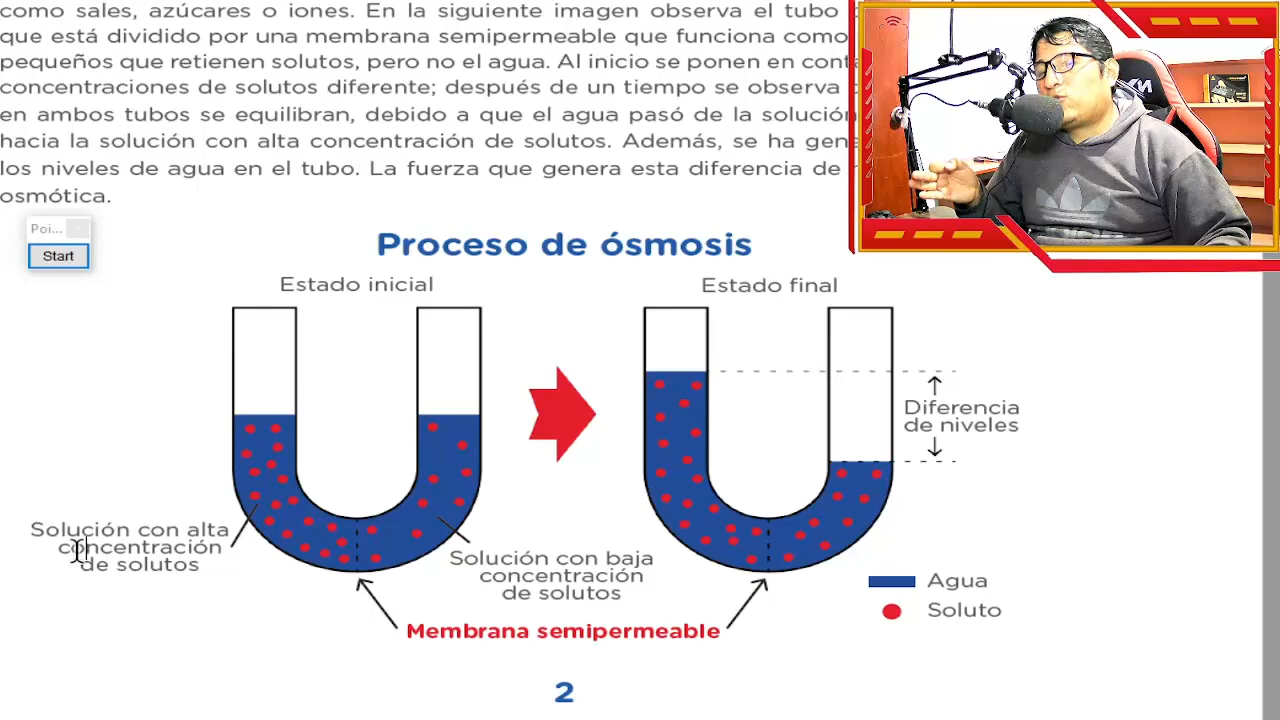 como sales, azúcares o iones. En la siguiente imagen observa el tubo
que está dividido por una membrana semipermeable que funciona como
pequeños que retienen solutos, pero no el agua. Al inicio se ponen en
concentraciones de solutos diferente; después de un tiempo se observa
en ambos tubos se equilibran, debido a que el agua pasó de la solución
hacia la solución con alta concentración de solutos. Además, se ha
los niveles de agua en el tubo. La fuerza que genera esta diferencia de
osmótica.
Poi...
Start
Proceso de ósmosis
Estado inicial
Estado final
Diferencia
de niveles
Solución con alta
concentración
de solutos
Solución con baja
concentración
de solutos
Agua
Soluto
Membrana semipermeable
2